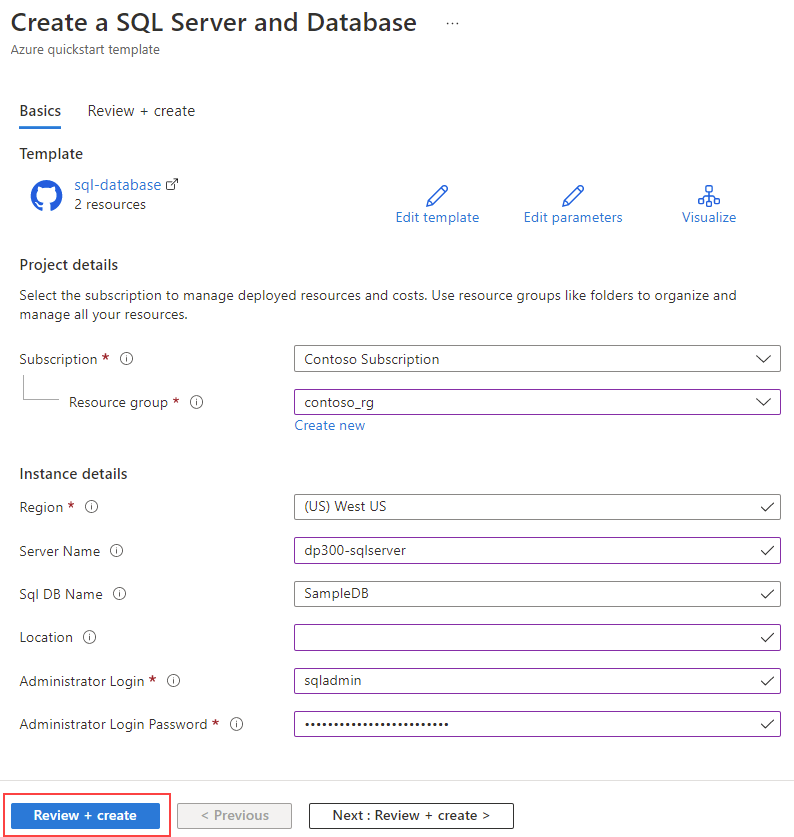 Create a SQL Server and Database ...
Azure quickstart template
Basics Review + create
Template
sql-database
2 resources
Edit template Edit parameters Visualize
Project details
Select the subscription to manage deployed resources and costs. Use resource groups like folders to organize and
manage all your resources.
Subscription * Contoso Subscription
Resource group * contoso_rg
Create new
Instance details
Region * (US) West US
Server Name dp300-sqlserver
Sql DB Name SampleDB
Location
Administrator Login * sqladmin
Administrator Login Password * •••••••••••••••••••••••••
Review + create < Previous Next : Review + create >